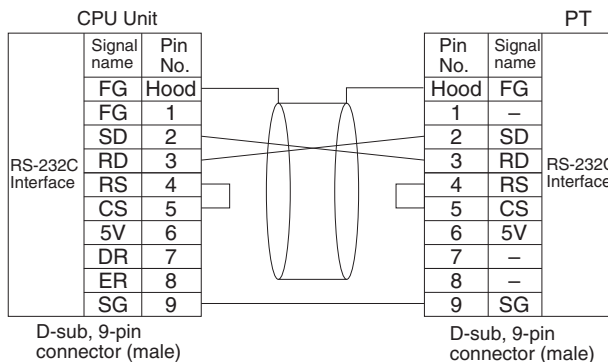 CPU Unit
PT
Signal name Pin No.
Pin No. Signal name
FG Hood
Hood FG
FG 1
1 –
SD 2
2 SD
RD 3
3 RD
RS-232C Interface
RS-232C Interface
RS 4
4 RS
CS 5
5 CS
5V 6
6 5V
DR 7
7 –
ER 8
8 –
SG 9
9 SG
D-sub, 9-pin
connector (male)
D-sub, 9-pin
connector (male)